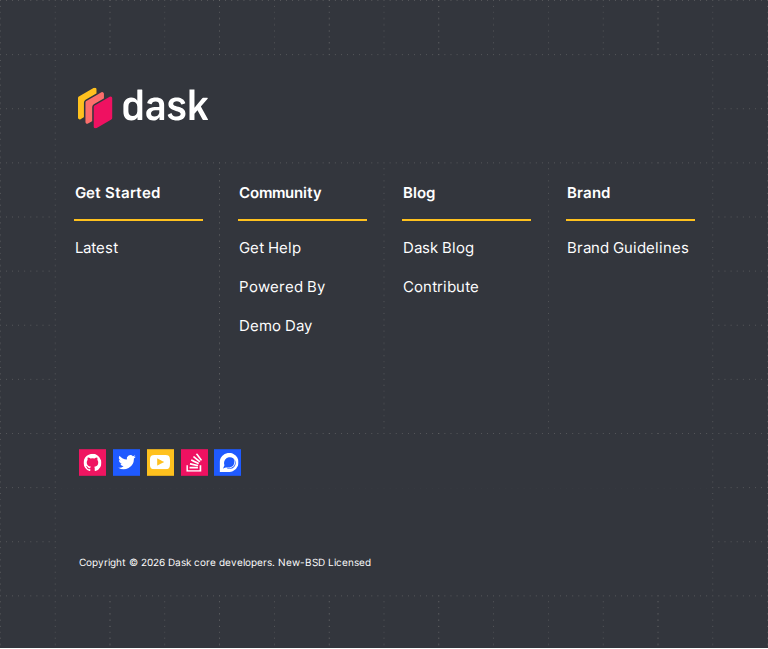 dask
Get Started
Latest
Community
Get Help
Powered By
Demo Day
Blog
Dask Blog
Contribute
Brand
Brand Guidelines
Copyright © 2026 Dask core developers. New-BSD Licensed